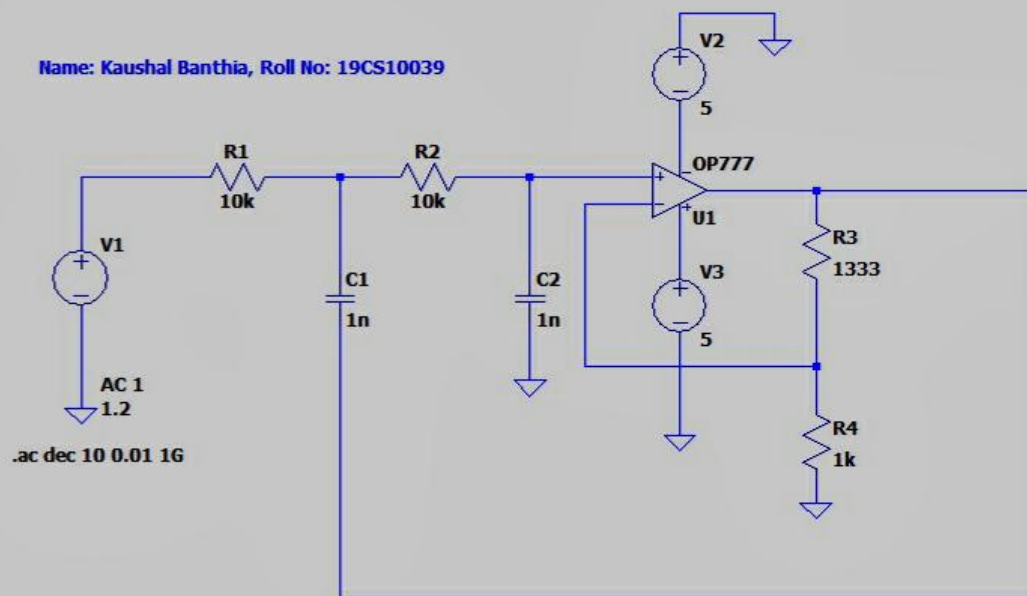 Name: Kaushal Banthia, Roll No: 19CS10039
V2
5
R1
10k
R2
10k
OP777
U1
V1
C1
1n
C2
1n
V3
5
R3
1333
AC 1
1.2
R4
1k
.ac dec 10 0.01 1G